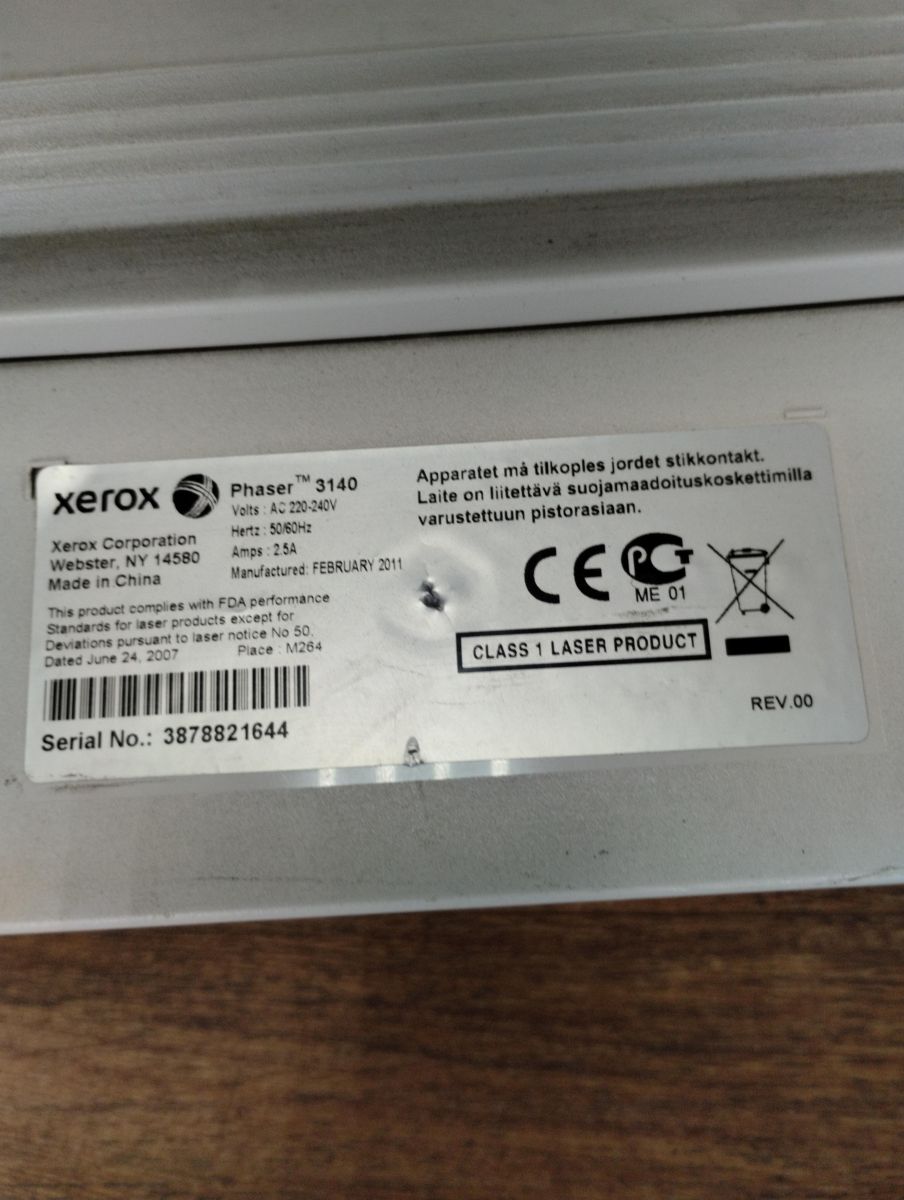 xerox
Phaser™ 3140
Volts : AC 220-240V
Hertz : 50/60Hz
Amps : 2.5A
Manufactured: FEBRUARY 2011
Xerox Corporation
Webster, NY 14580
Made in China
This product complies with FDA performance
Standards for laser products except for
Deviations pursuant to laser notice No 50,
Dated June 24, 2007
Place : M264
Serial No.: 3878821644
Apparatet må tilkoples jordet stikkontakt.
Laite on liitettävä suojamaadoituskoskettimilla
varustettuun pistorasiaan.
CE
РСТ
ME 01
CLASS 1 LASER PRODUCT
REV.00